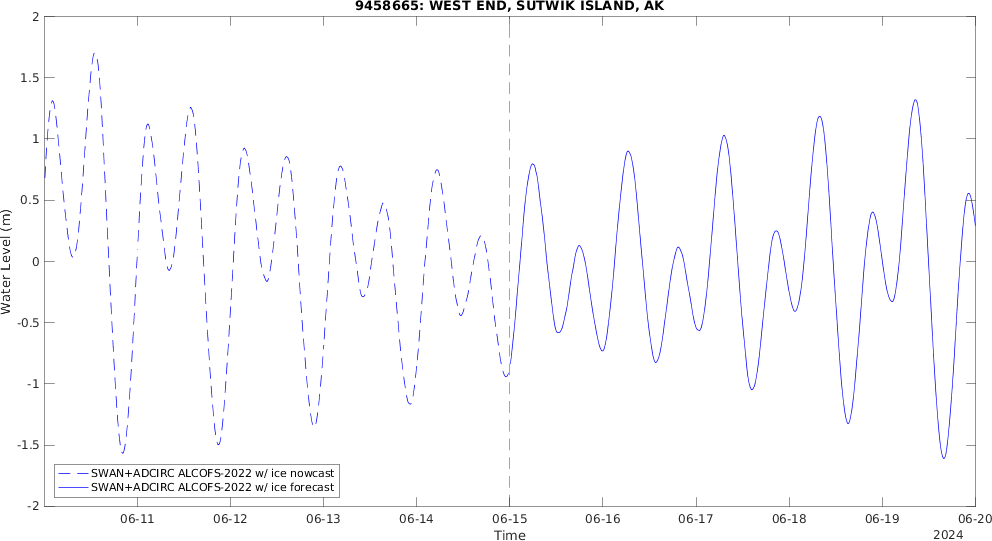 9458665: WEST END, SUTWIK ISLAND, AK
2
1.5
1
0.5
0
-0.5
-1
-1.5
-2
Water Level (m)
SWAN+ADCIRC ALCOFS-2022 w/ ice nowcast
SWAN+ADCIRC ALCOFS-2022 w/ ice forecast
06-11 06-12 06-13 06-14 06-15 06-16 06-17 06-18 06-19 06-20
Time
2024